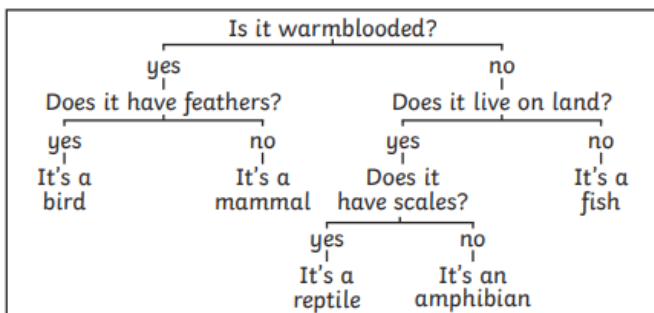 Is it warmblooded?
yes no
Does it have feathers? Does it live on land?
yes no yes no
It's a It's a Does it It's a
bird mammal have scales? fish
yes no
It's a It's an
reptile amphibian